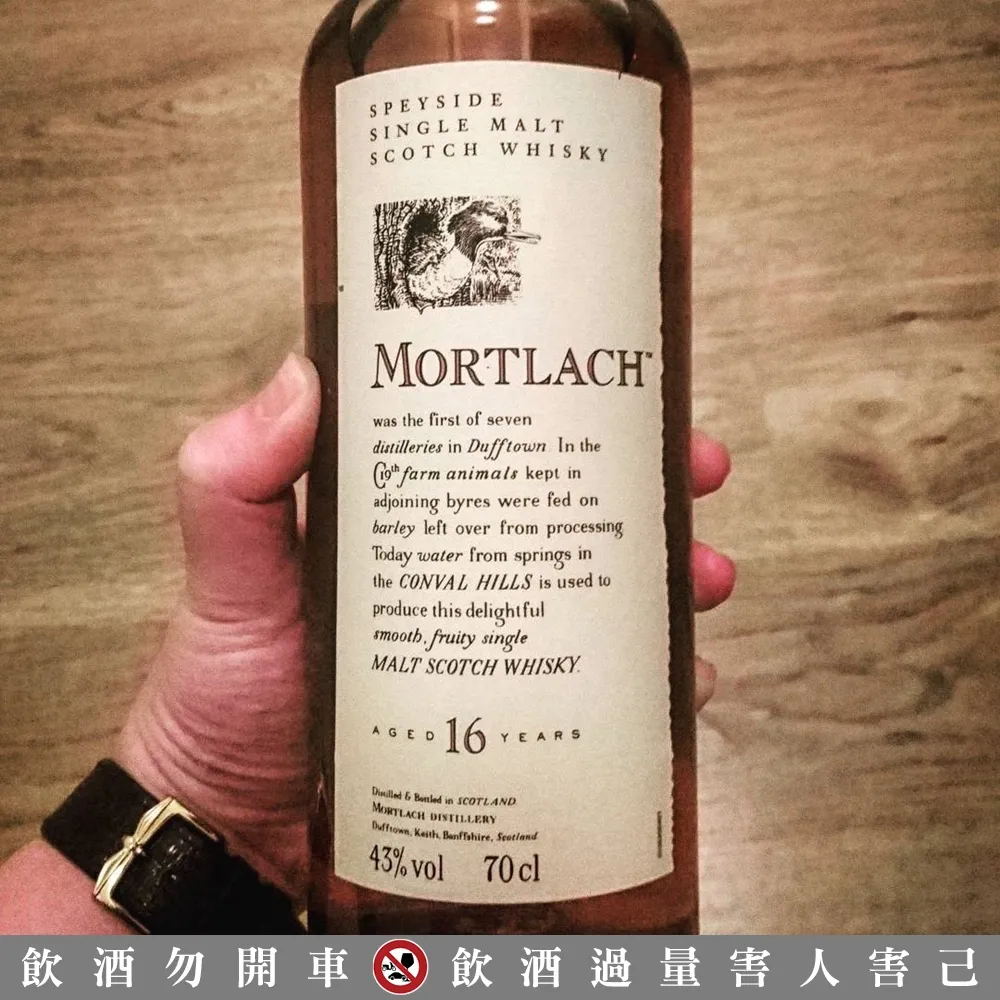 SPEYSIDE
SINGLE MALT
SCOTCH WHISKY
MORTLACH™
was the first of seven
distilleries in Dufftown. In the
C19th farm animals kept in
adjoining byres were fed on
barley left over from processing
Today water from springs in
the CONVAL HILLS is used to
produce this delightful
smooth, fruity single
MALT SCOTCH WHISKY.
AGED 16 YEARS
Distilled & Bottled in SCOTLAND.
MORTLACH DISTILLERY
Dufftown, Keith, Banffshire, Scotland
43% vol 70 cl
飲酒勿開車 飲酒過量害人害己